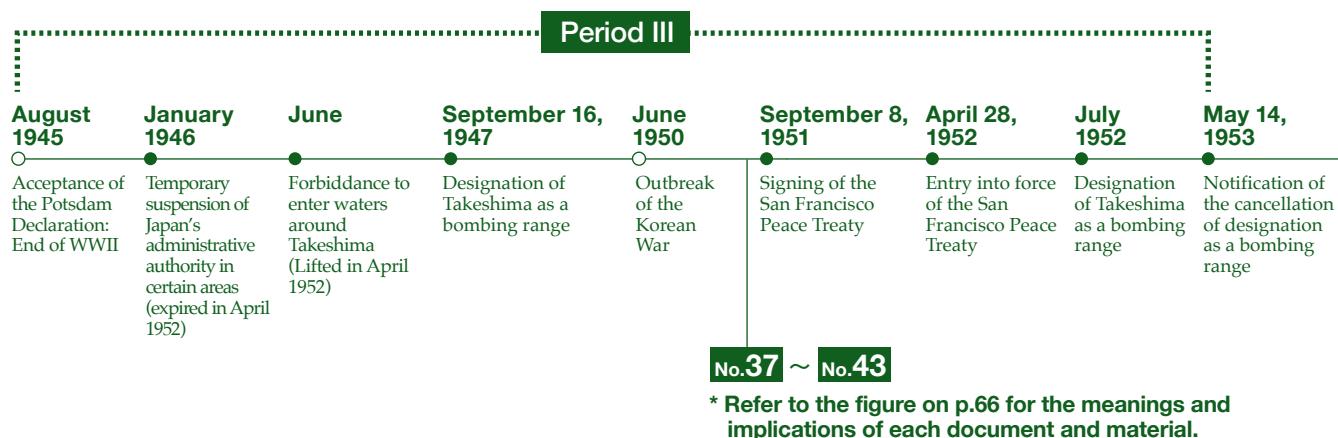 Period III
August
1945
Acceptance of
the Potsdam
Declaration:
End of WWII
January
1946
Temporary
suspension of
Japan's
administrative
authority in
certain areas
(expired in April
1952)
June
Forbiddance to
enter waters
around
Takeshima
(Lifted in April
1952)
September 16,
1947
Designation of
Takeshima as a
bombing range
June
1950
Outbreak
of the
Korean
War
September 8,
1951
Signing of the
San Francisco
Peace Treaty
April 28,
1952
Entry into force
of the San
Francisco Peace
Treaty
July
1952
Designation
of Takeshima
as a bombing
range
May 14,
1953
Notification of
the cancellation
of designation
as a bombing
range
No.37 ~ No.43
* Refer to the figure on p.66 for the meanings and
implications of each document and material.